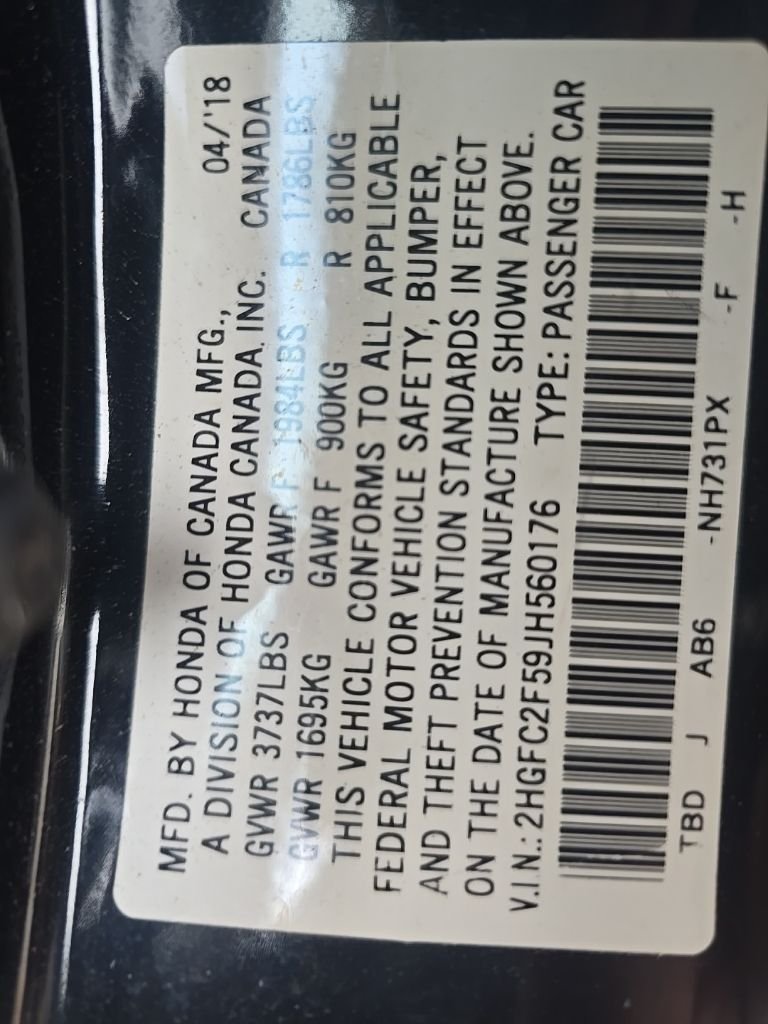 MFD. BY HONDA OF CANADA MFG., 04/'18
A DIVISION OF HONDA CANADA INC. CANADA
GVWR 3737LBS GAWR F 1984LBS R 1786LBS
GVWR 1695KG GAWR F 900KG R 810KG
THIS VEHICLE CONFORMS TO ALL APPLICABLE
FEDERAL MOTOR VEHICLE SAFETY, BUMPER,
AND THEFT PREVENTION STANDARDS IN EFFECT
ON THE DATE OF MANUFACTURE SHOWN ABOVE.
V.I.N.: 2HGFC2F59JH560176 TYPE: PASSENGER CAR
TBD J AB6 -NH731PX -F -H